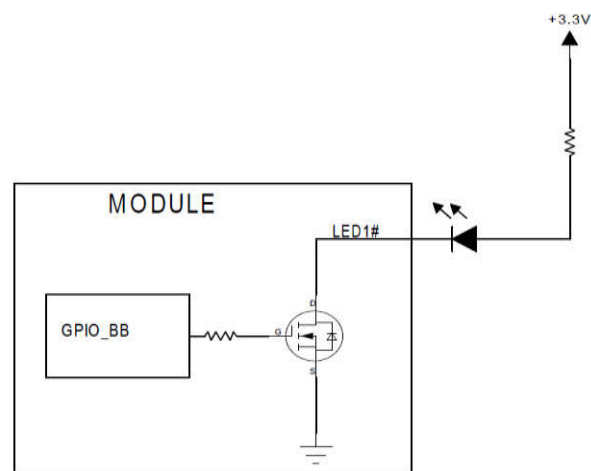 +3.3V
MODULE
LED1#
D
GPIO_BB
G
S